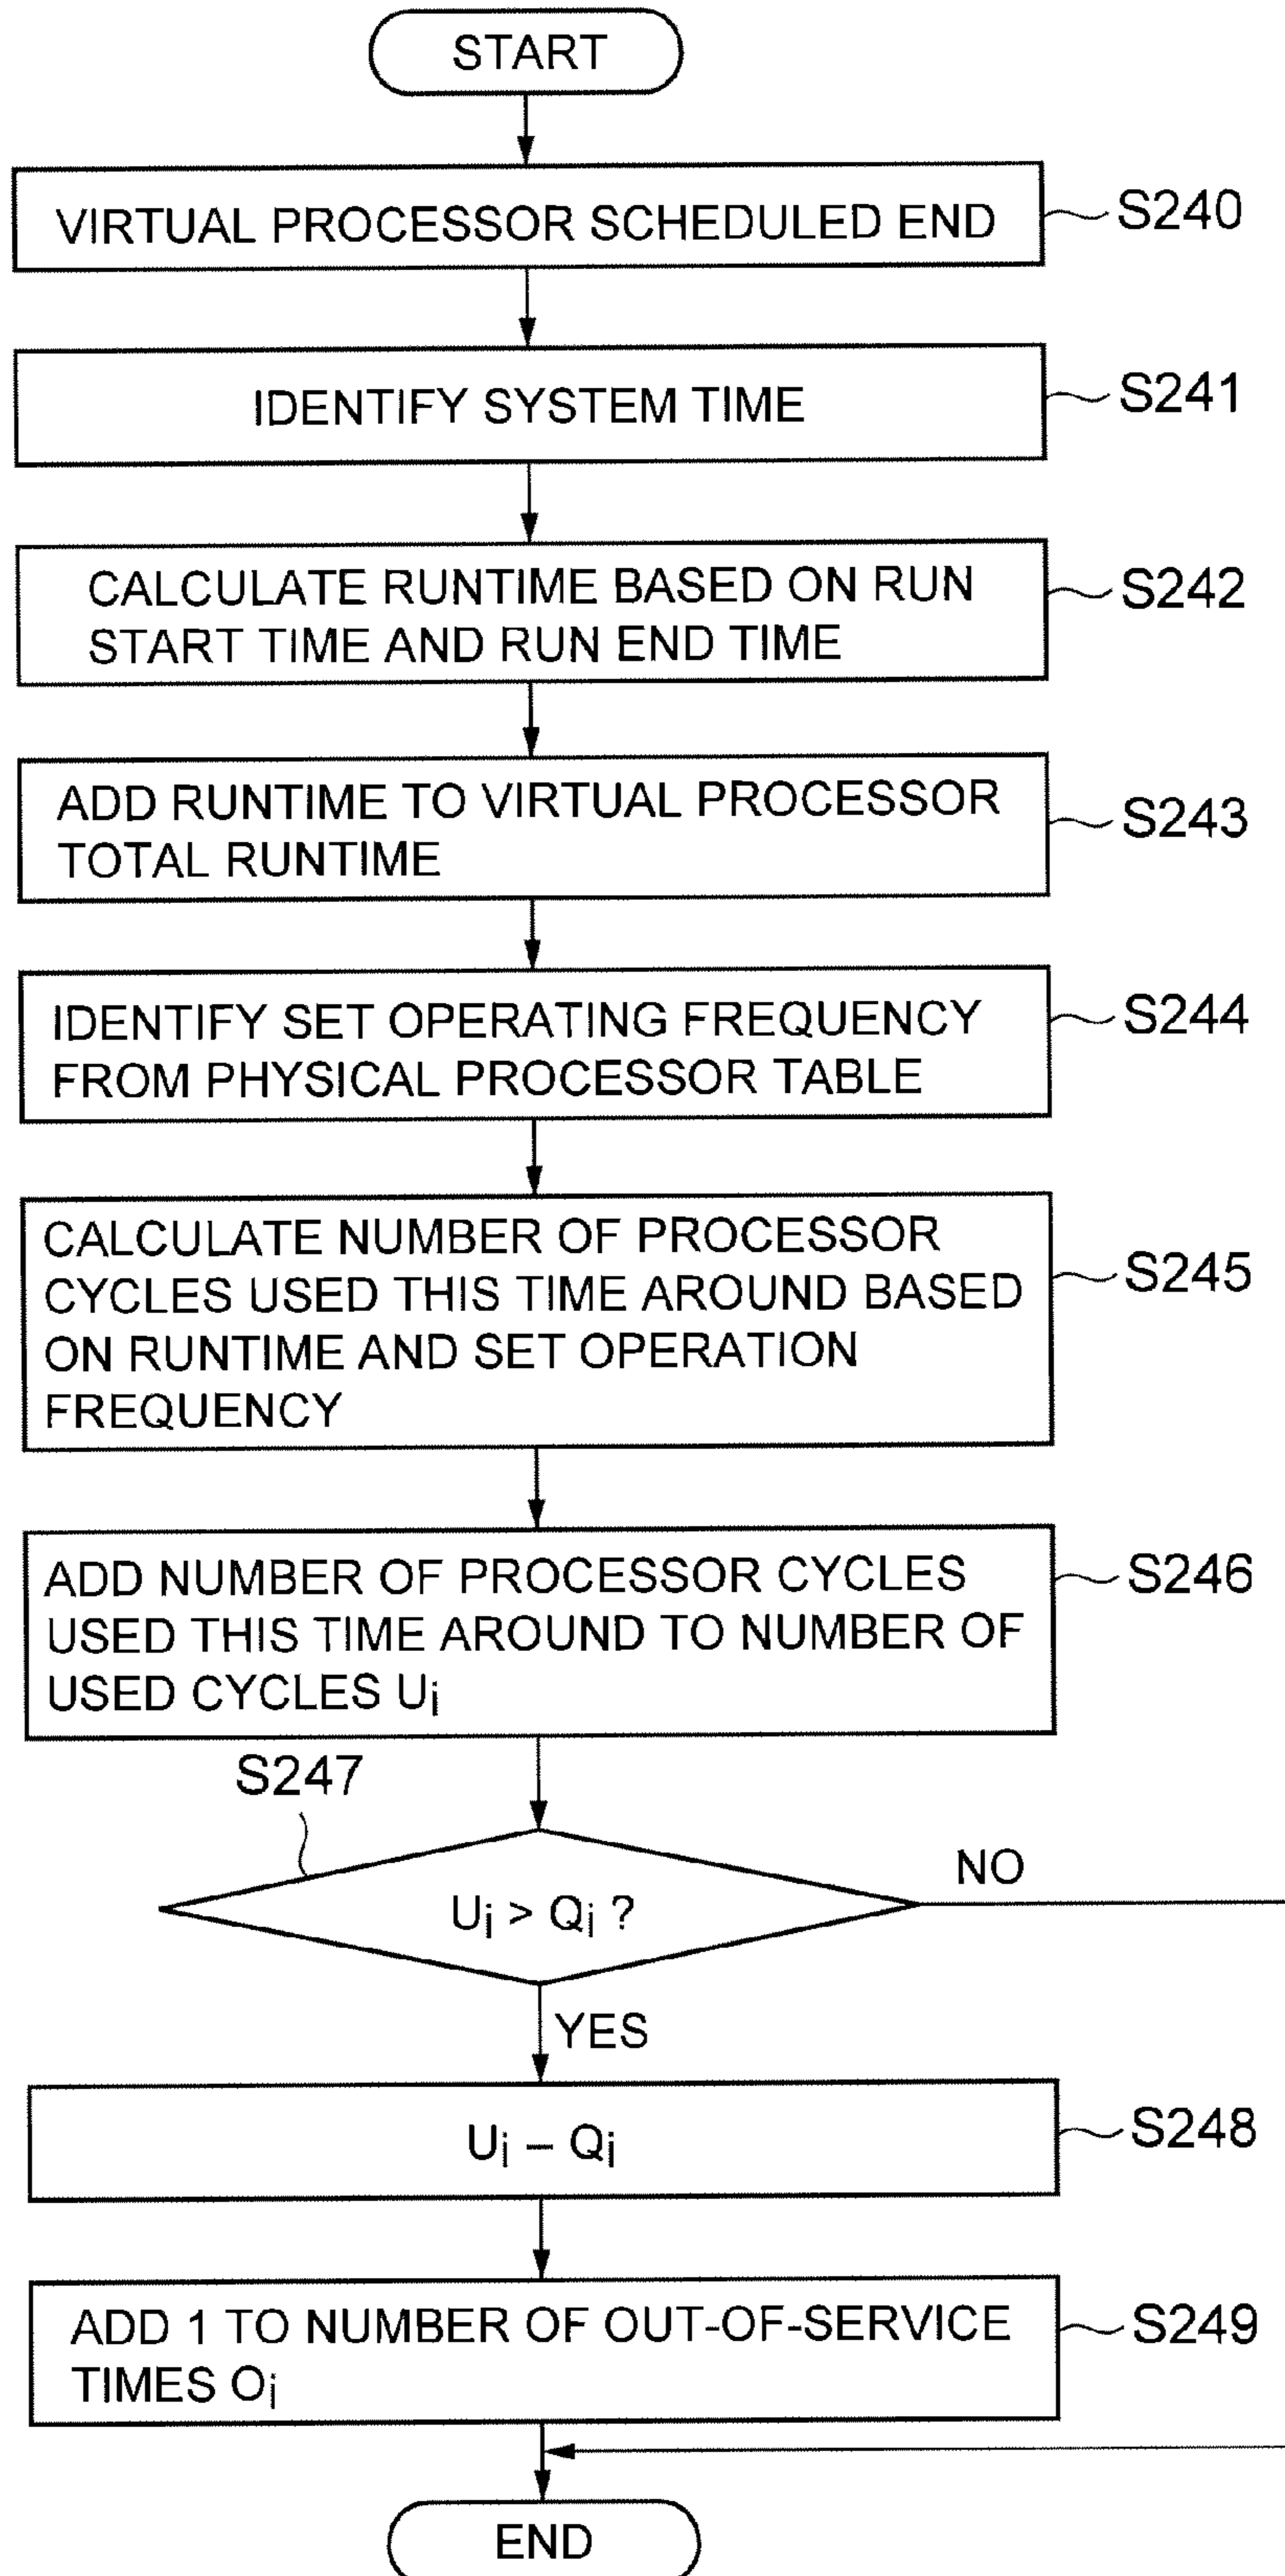 START
VIRTUAL PROCESSOR SCHEDULED END
S240
IDENTIFY SYSTEM TIME
S241
CALCULATE RUNTIME BASED ON RUN
START TIME AND RUN END TIME
S242
ADD RUNTIME TO VIRTUAL PROCESSOR
TOTAL RUNTIME
S243
IDENTIFY SET OPERATING FREQUENCY
FROM PHYSICAL PROCESSOR TABLE
S244
CALCULATE NUMBER OF PROCESSOR
CYCLES USED THIS TIME AROUND BASED
ON RUNTIME AND SET OPERATION
FREQUENCY
S245
ADD NUMBER OF PROCESSOR CYCLES
USED THIS TIME AROUND TO NUMBER OF
USED CYCLES Ui
S246
S247
Ui > Qi ?
NO
YES
Ui – Qi
S248
ADD 1 TO NUMBER OF OUT-OF-SERVICE
TIMES Oi
S249
END